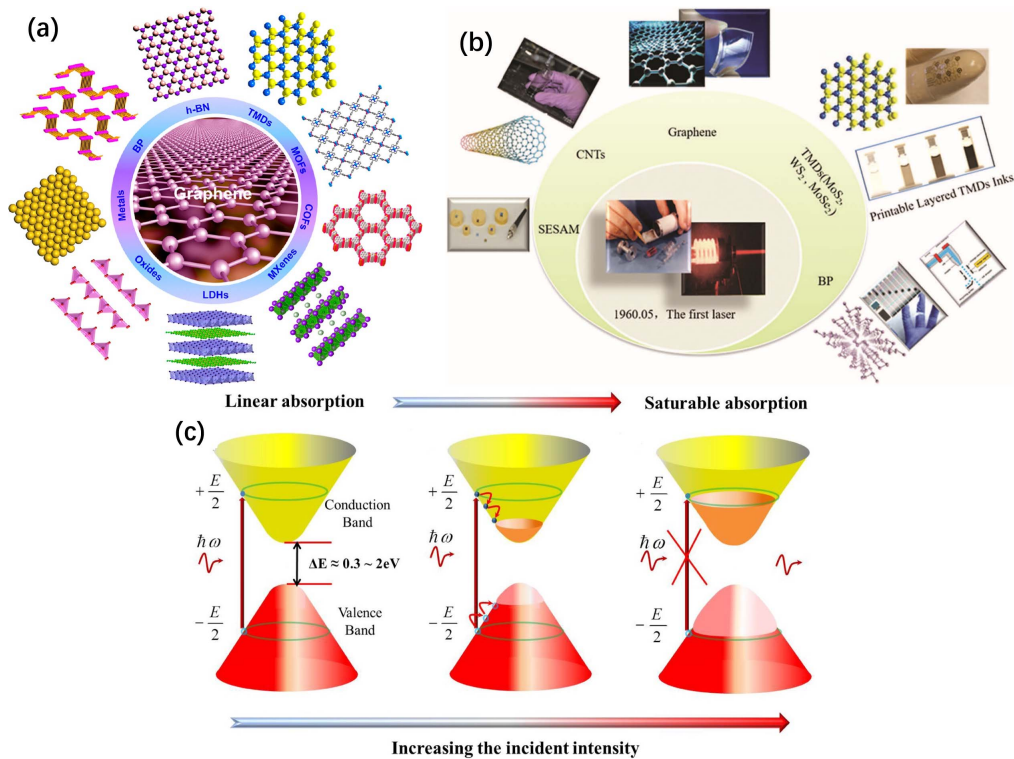 (a)
h-BN
TMDs
MOFs
COFs
MXenes
LDHs
Oxides
Metals
BP
Graphene
(b)
Graphene
CNTs
SESAM
TMDs(MoS₂,
WS₂, MoSe₂)
Printable Layered TMDs Inks
BP
1960.05，The first laser
Linear absorption
Saturable absorption
(c)
+ E/2
Conduction
Band
ħω
ΔE ≈ 0.3 ~ 2eV
Valence
Band
− E/2
+ E/2
ħω
− E/2
+ E/2
ħω
− E/2
Increasing the incident intensity